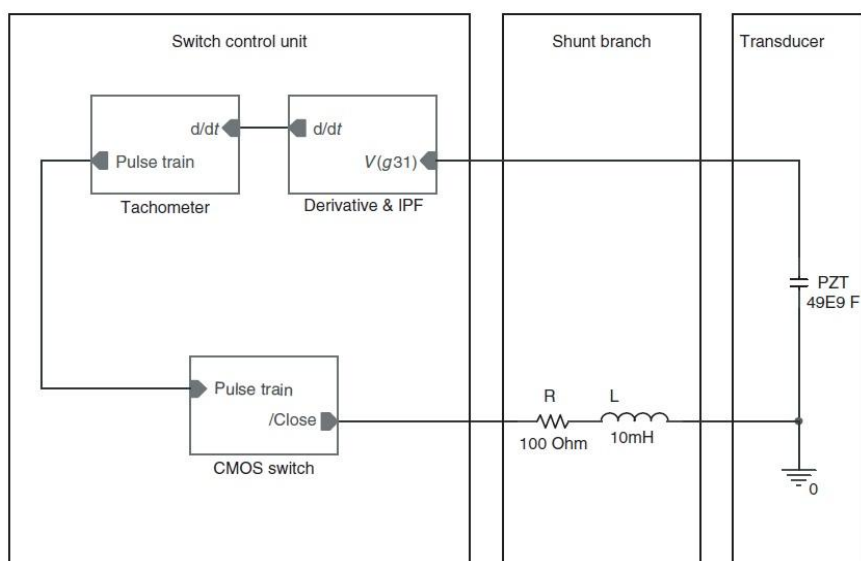 Switch control unit
Shunt branch
Transducer
d/dt
d/dt
Pulse train
V(g31)
Tachometer
Derivative & IPF
PZT
49E9 F
Pulse train
/Close
CMOS switch
R
L
100 Ohm
10mH
0